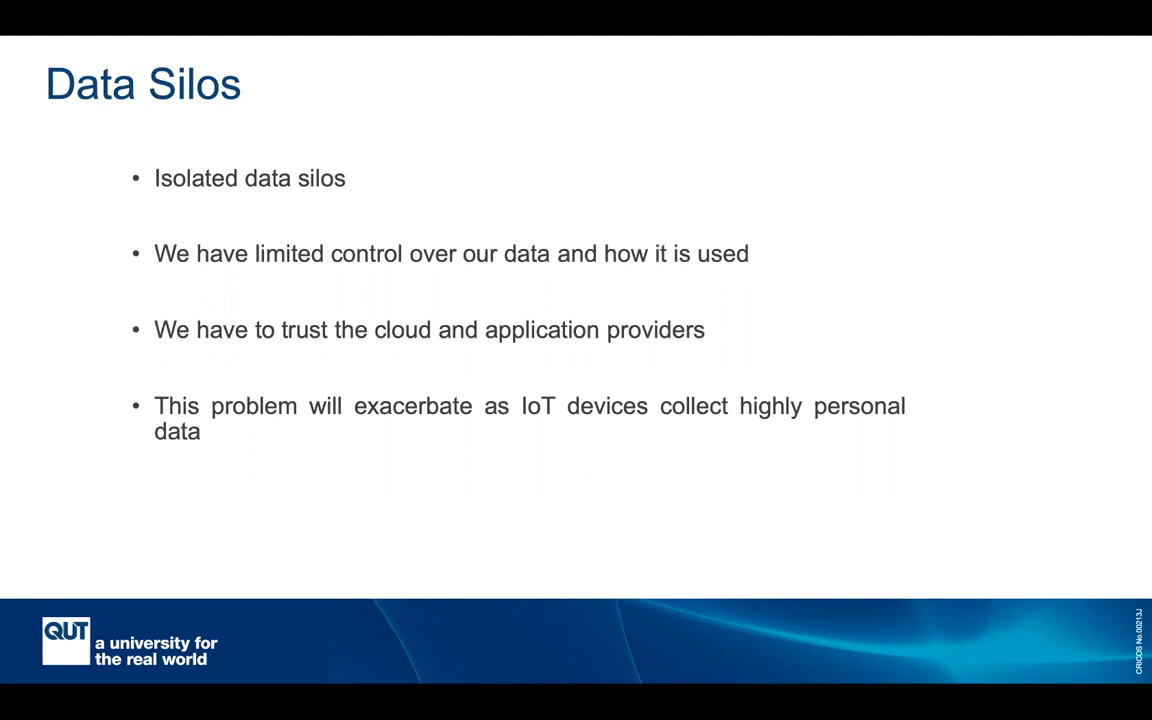 Data Silos
• Isolated data silos
• We have limited control over our data and how it is used
• We have to trust the cloud and application providers
• This problem will exacerbate as IoT devices collect highly personal
data
QUT
a university for
the real world
CRICOS No.00213J